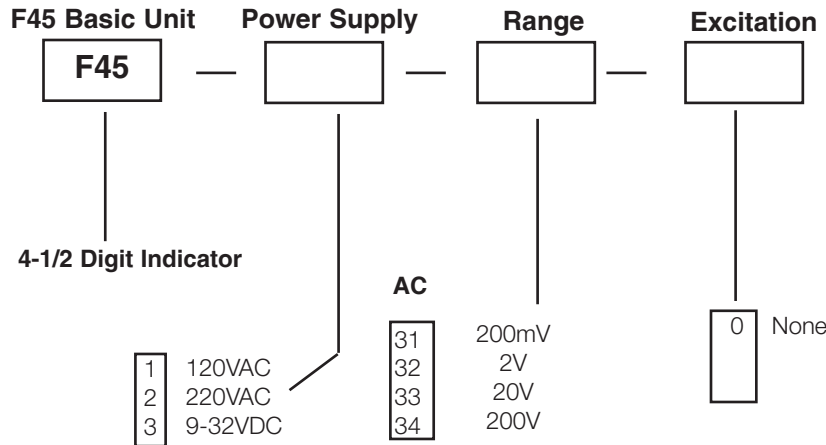 F45 Basic Unit Power Supply Range Excitation
F45
4-1/2 Digit Indicator
AC
31 200mV
32 2V
33 20V
34 200V
0 None
1 120VAC
2 220VAC
3 9-32VDC